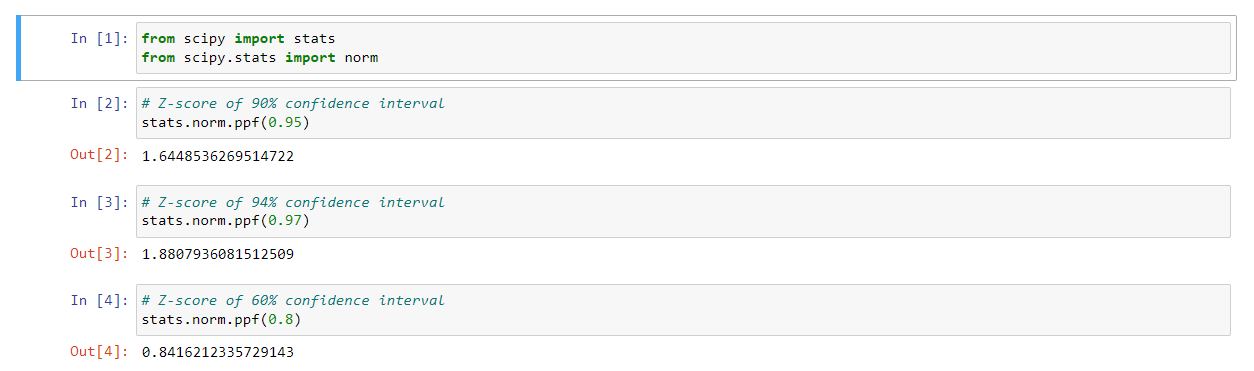 In [1]: from scipy import stats
from scipy.stats import norm
In [2]: # Z-score of 90% confidence interval
stats.norm.ppf(0.95)
Out[2]: 1.6448536269514722
In [3]: # Z-score of 94% confidence interval
stats.norm.ppf(0.97)
Out[3]: 1.8807936081512509
In [4]: # Z-score of 60% confidence interval
stats.norm.ppf(0.8)
Out[4]: 0.8416212335729143